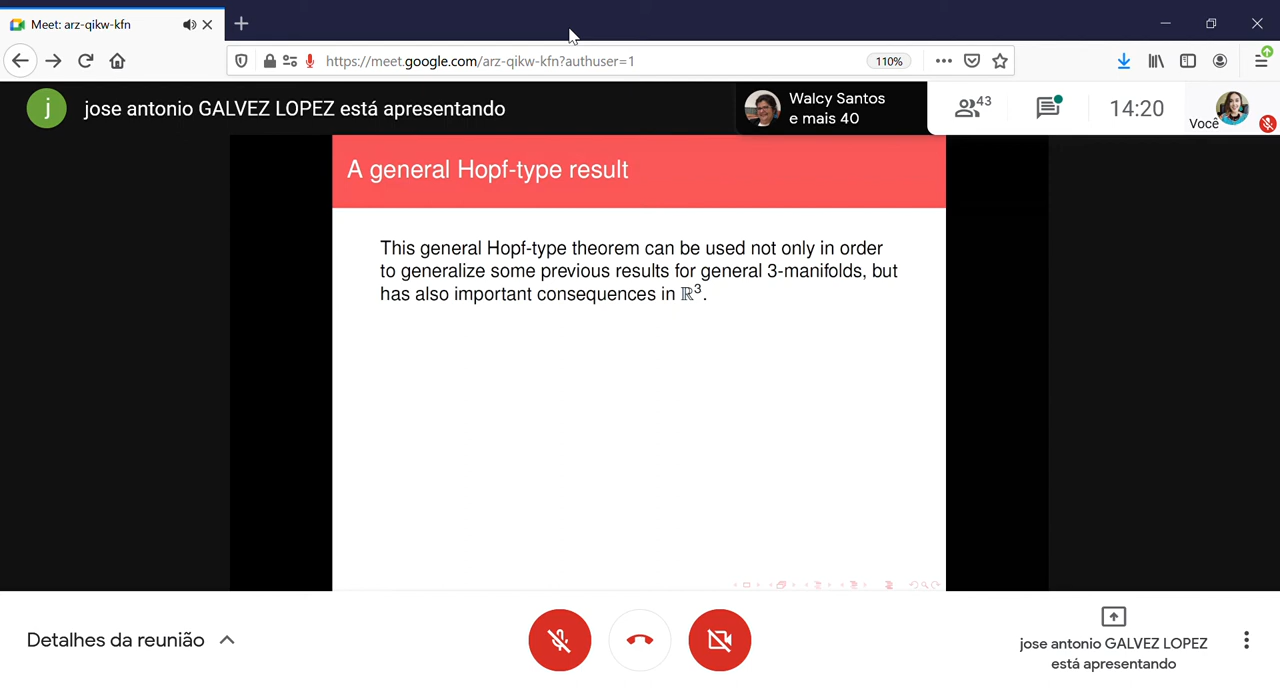 Meet: arz-qikw-kfn
https://meet.google.com/arz-qikw-kfn?authuser=1
110%
j
jose antonio GALVEZ LOPEZ está apresentando
Walcy Santos
e mais 40
43
14:20
Você
A general Hopf-type result
This general Hopf-type theorem can be used not only in order
to generalize some previous results for general 3-manifolds, but
has also important consequences in ℝ³.
Detalhes da reunião
jose antonio GALVEZ LOPEZ
está apresentando